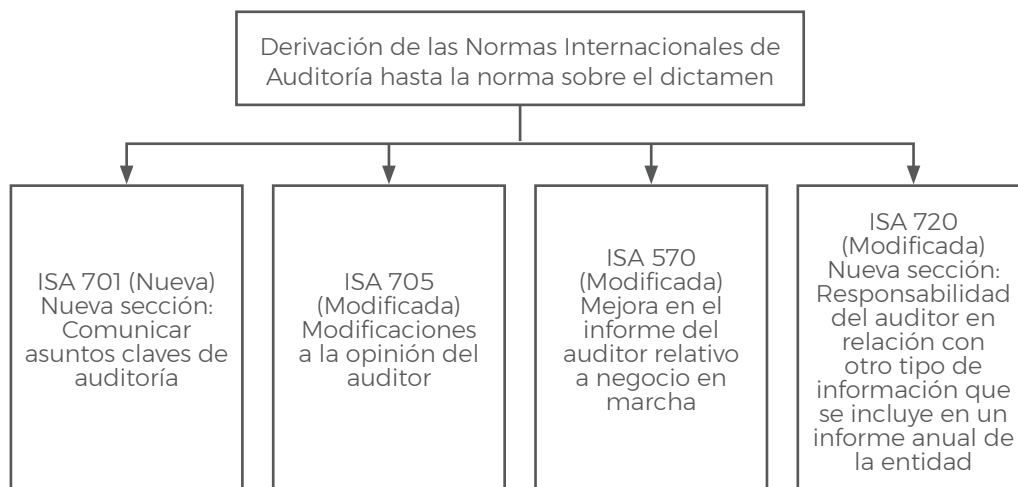 Derivación de las Normas Internacionales de
Auditoría hasta la norma sobre el dictamen
ISA 701 (Nueva)
Nueva sección:
Comunicar
asuntos claves de
auditoría
ISA 705
(Modificada)
Modificaciones
a la opinión del
auditor
ISA 570
(Modificada)
Mejora en el
informe del
auditor relativo
a negocio en
marcha
ISA 720
(Modificada)
Nueva sección:
Responsabilidad
del auditor en
relación con
otro tipo de
información que
se incluye en un
informe anual de
la entidad